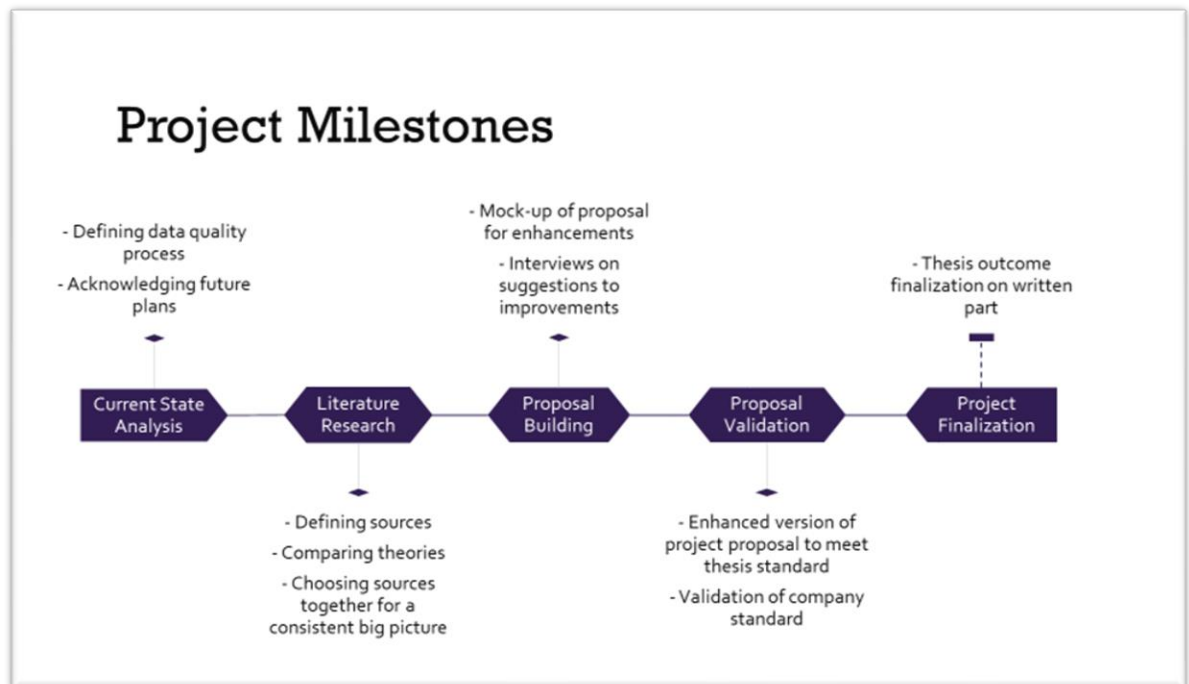 Project Milestones
- Defining data quality
process
- Acknowledging future
plans
- Mock-up of proposal
for enhancements
- Interviews on
suggestions to
improvements
- Thesis outcome
finalization on written
part
Current State
Analysis
Literature
Research
Proposal
Building
Proposal
Validation
Project
Finalization
- Defining sources
- Comparing theories
- Choosing sources
together for a
consistent big picture
- Enhanced version of
project proposal to meet
thesis standard
- Validation of company
standard